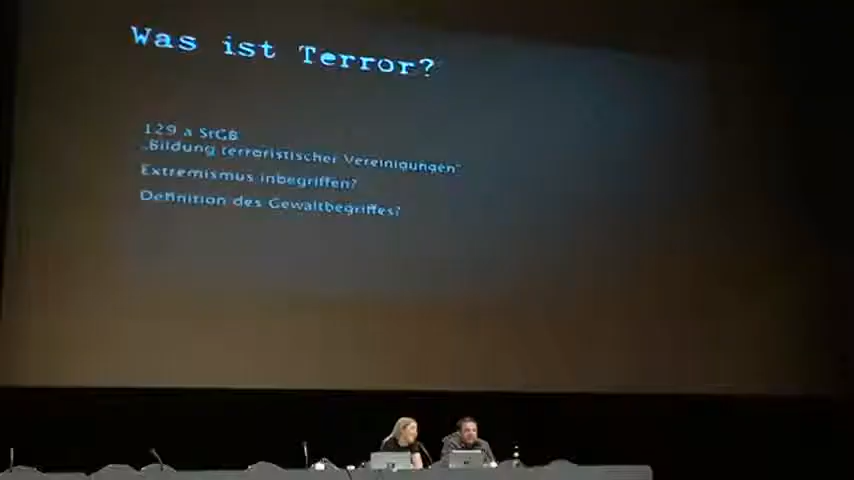 Was ist Terror?
129 a StGB
„Bildung terroristischer Vereinigungen"
Extremismus inbegriffen?
Definition des Gewaltbegriffes?